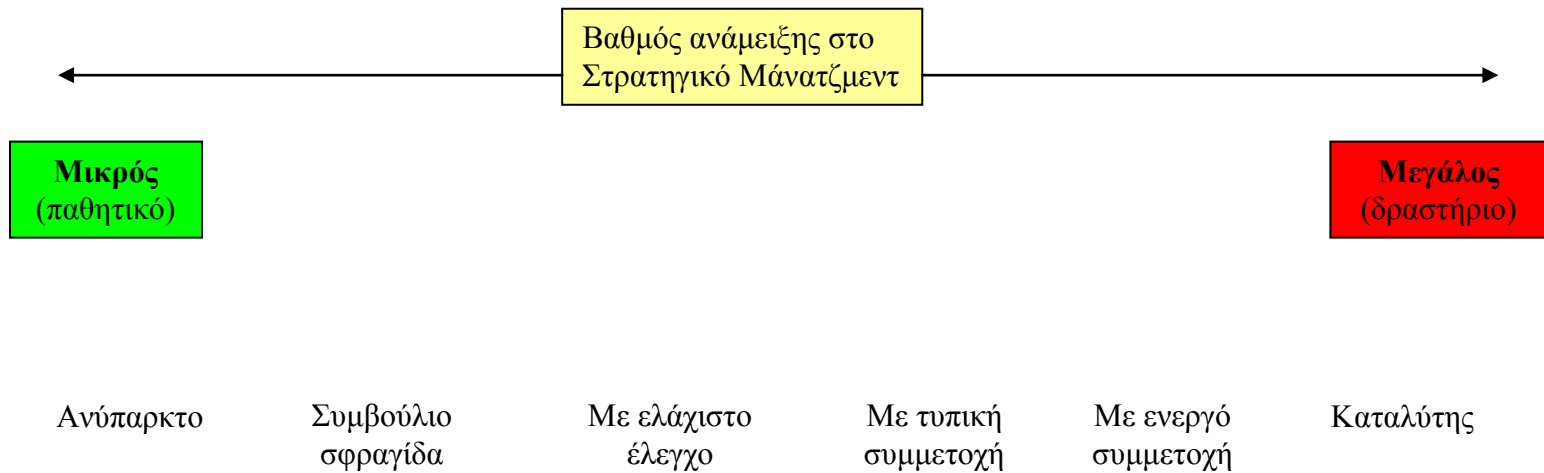 Βαθμός ανάμειξης στο
Στρατηγικό Μάνατζμεντ
Μικρός
(παθητικό)
Μεγάλος
(δραστήριο)
Ανύπαρκτο
Συμβούλιο
σφραγίδα
Με ελάχιστο
έλεγχο
Με τυπική
συμμετοχή
Με ενεργό
συμμετοχή
Καταλύτης